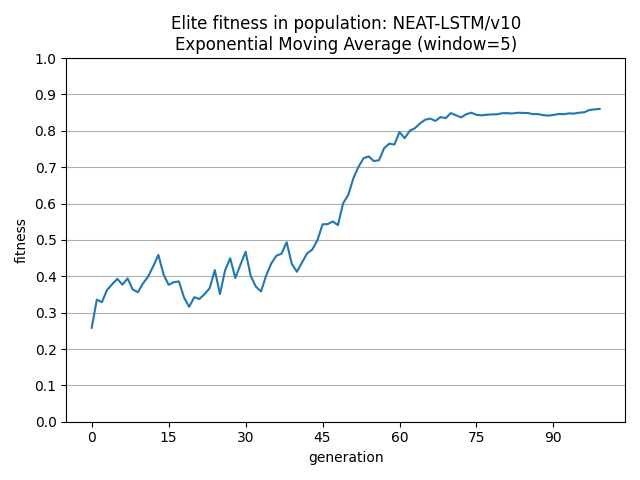 Elite fitness in population: NEAT-LSTM/v10
Exponential Moving Average (window=5)
1.0
0.9
0.8
0.7
0.6
0.5
0.4
0.3
0.2
0.1
0.0
fitness
0 15 30 45 60 75 90
generation